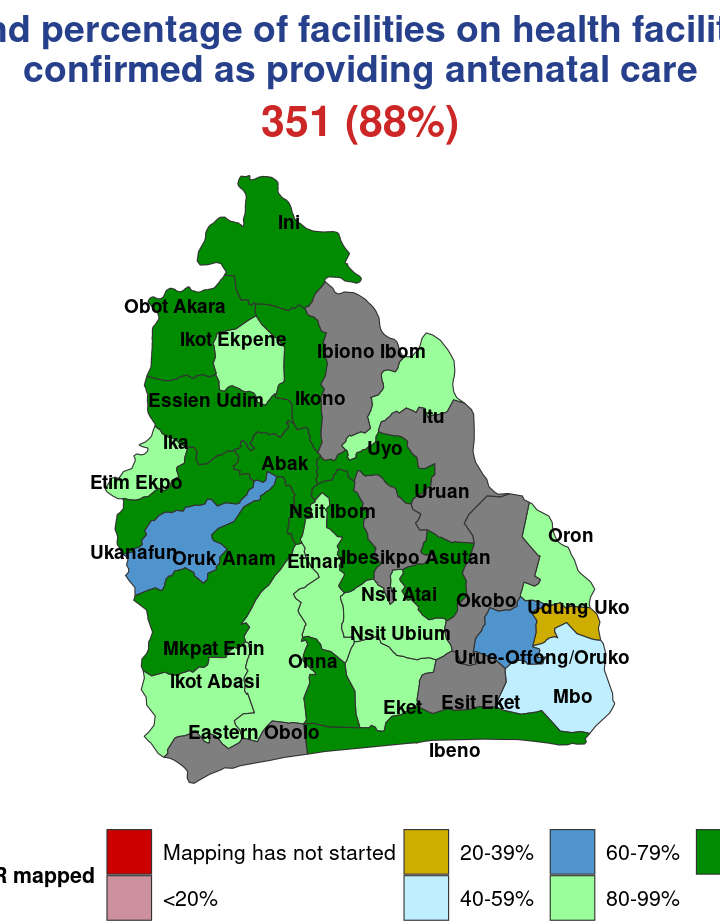 nd percentage of facilities on health facilit
confirmed as providing antenatal care
351 (88%)
Ini
Obot Akara
Ikot Ekpene
Ibiono Ibom
Essien Udim
Ikono
Itu
Ika
Uyo
Abak
Etim Ekpo
Uruan
Nsit Ibom
Oron
Ukanafun
Oruk Anam
Etinan
Ibesikpo Asutan
Nsit Atai
Okobo
Udung Uko
Nsit Ubium
Mkpat Enin
Urue-Offong/Oruko
Onna
Ikot Abasi
Mbo
Esit Eket
Eket
Eastern Obolo
Ibeno
R mapped
Mapping has not started
20-39%
60-79%
<20%
40-59%
80-99%